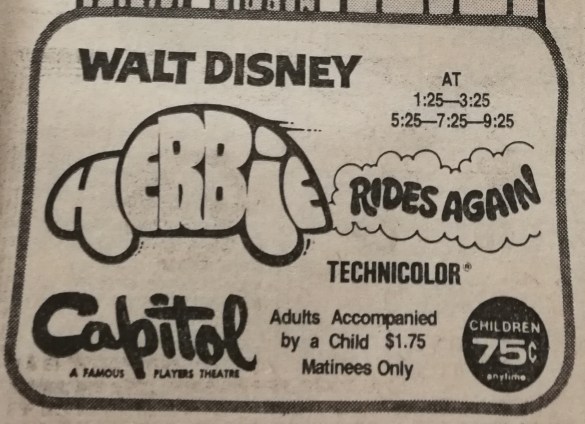 WALT DISNEY
AT
1:25—3:25
5:25—7:25—9:25
HERBIE
RIDES AGAIN
TECHNICOLOR®
Capitol
A FAMOUS PLAYERS THEATRE
Adults Accompanied
by a Child $1.75
Matinees Only
CHILDREN
75¢
anytime